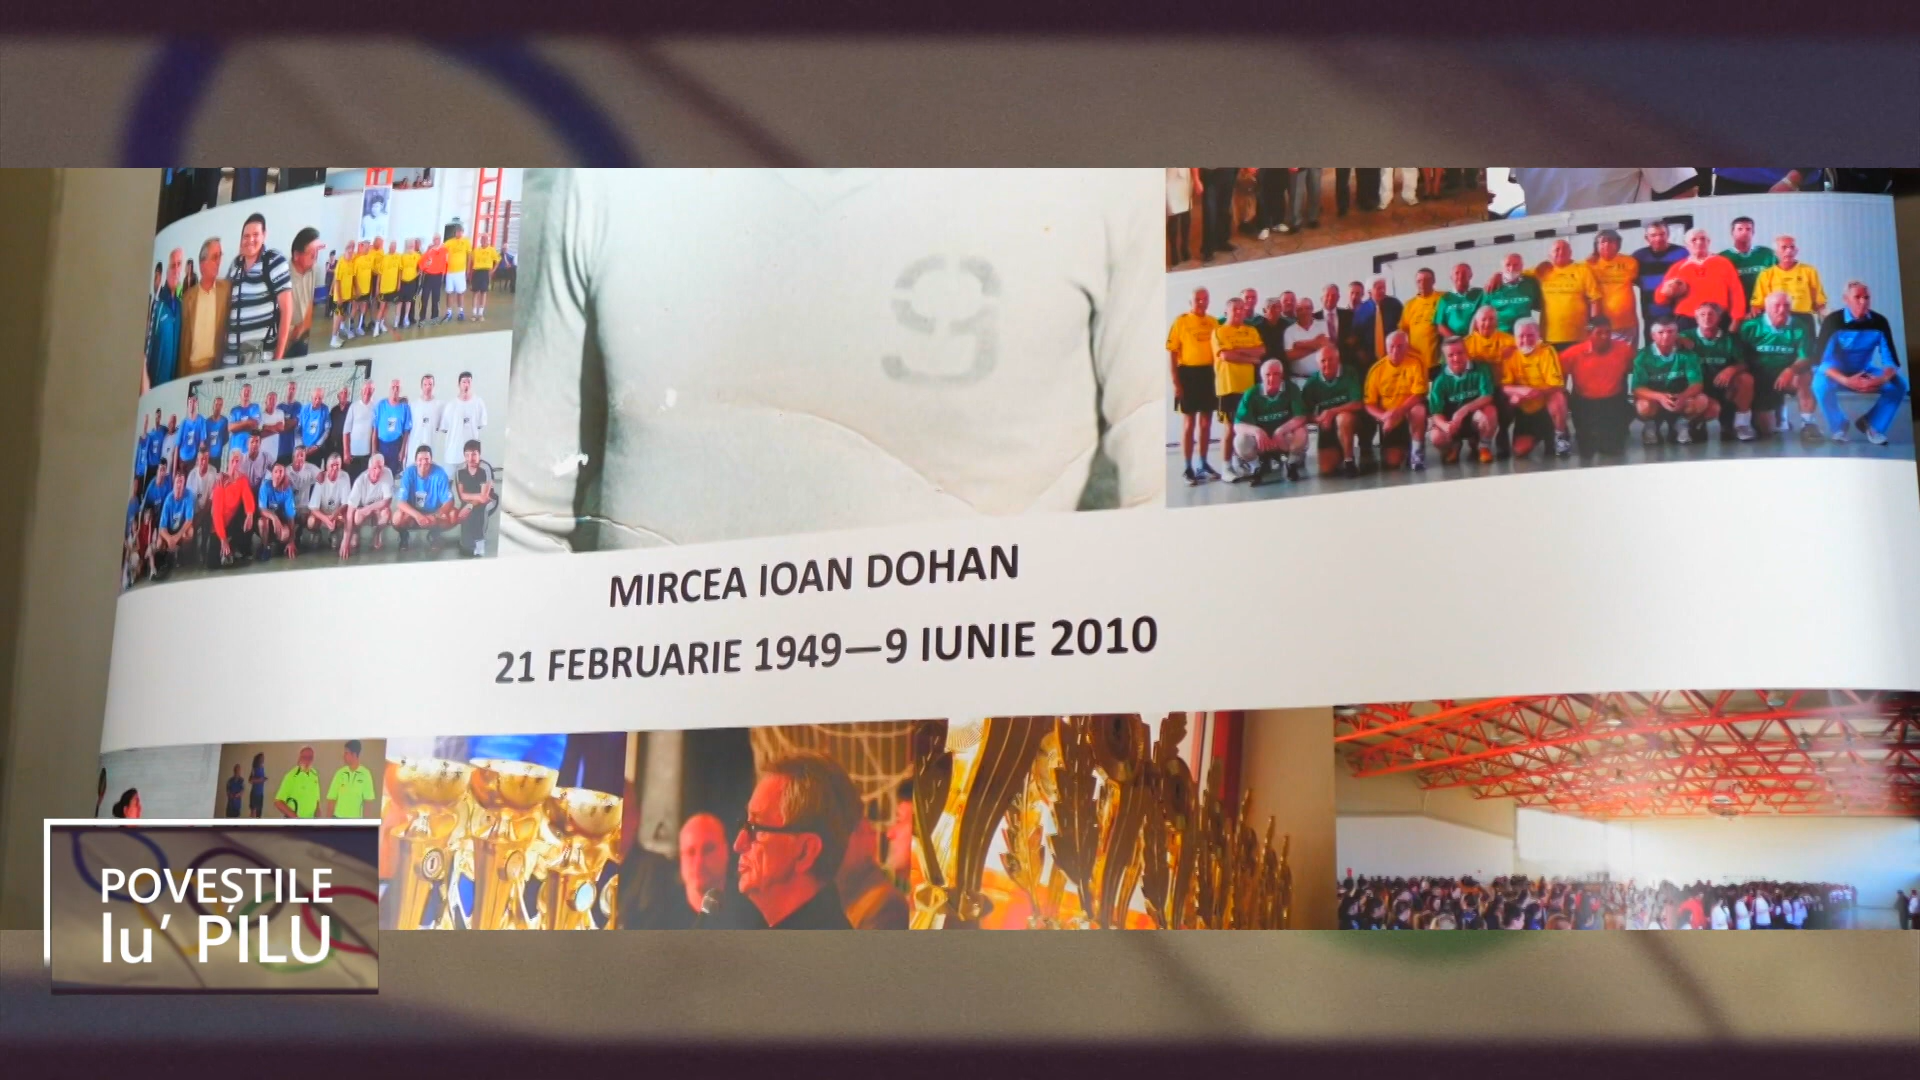 9
MIRCEA IOAN DOHAN
21 FEBRUARIE 1949—9 IUNIE 2010
POVEȘTILE
lu' PILU